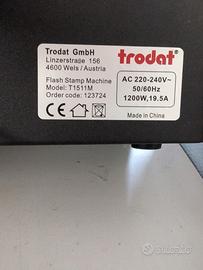 Trodat GmbH
Linzerstraße 156
4600 Wels / Austria
Flash Stamp Machine
Model: T1511M
Order code: 123724
trodat
AC 220-240V~
50/60Hz
1200W,19.5A
Made in China
subito